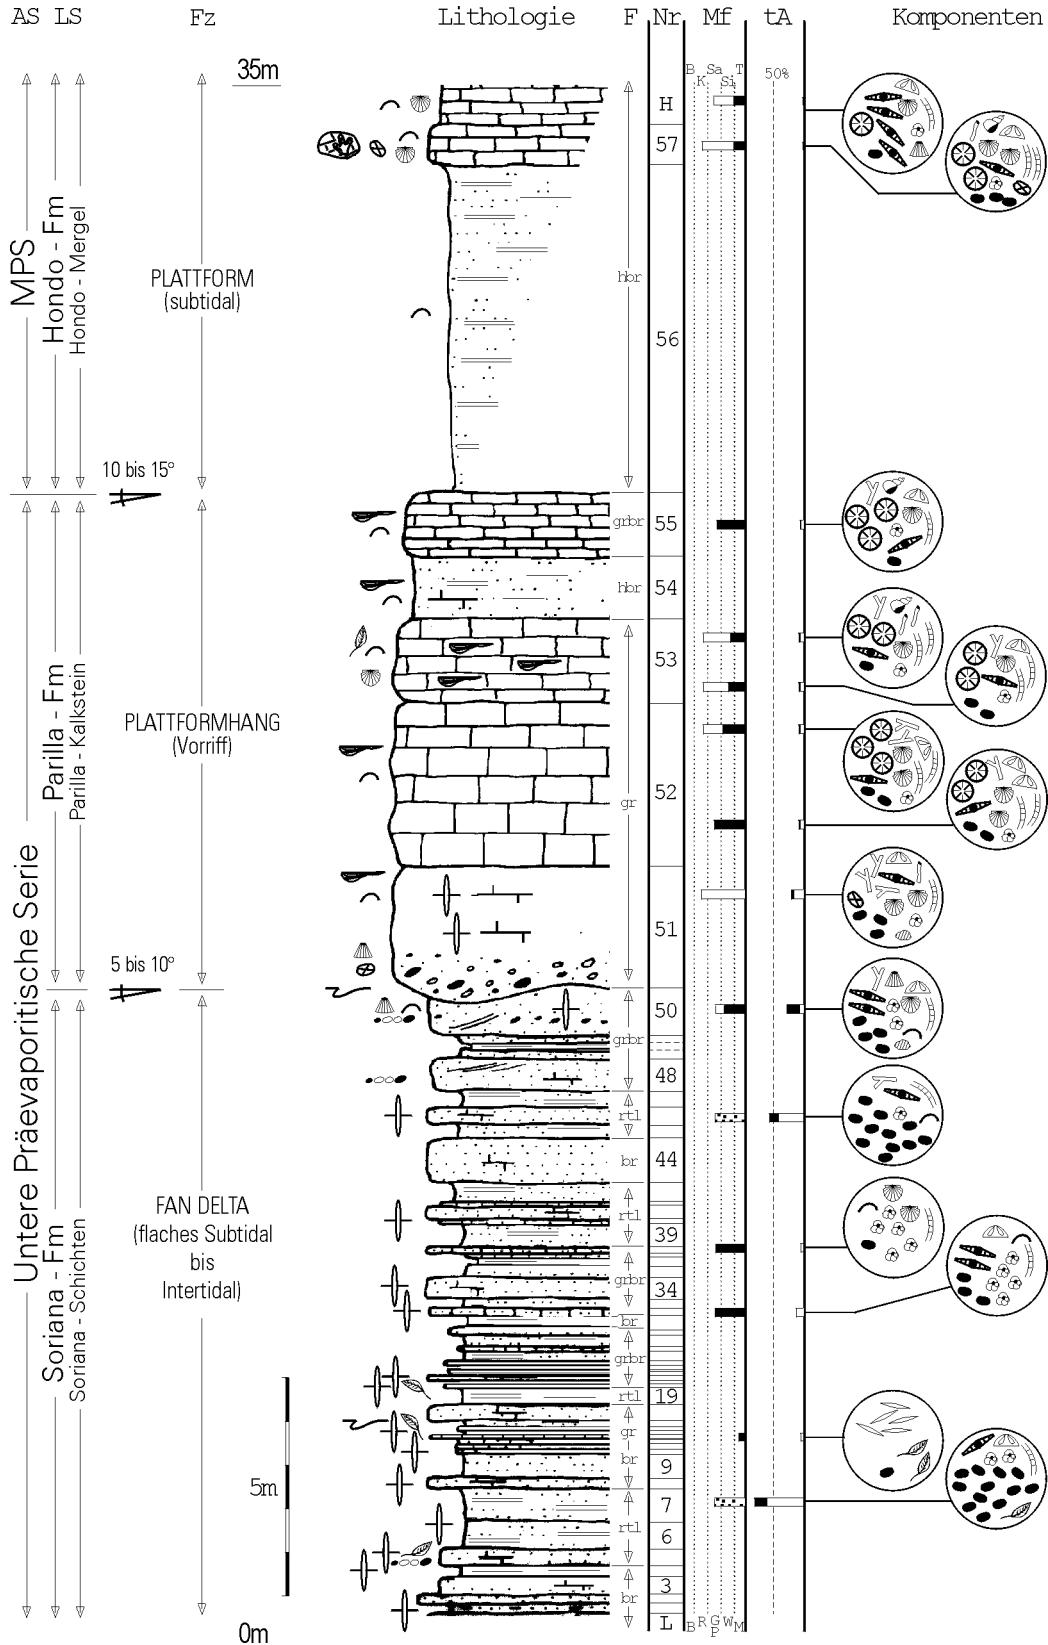 AS LS Fz Lithologie F Nr Mf tA Komponenten
35m
B Sa T
K Si
50%
H
57
MPS
Hondo - Fm
Hondo - Mergel
PLATTFORM
(subtidal)
hbr
56
10 bis 15°
grbr
55
hbr
54
53
Parilla - Fm
Parilla - Kalkstein
PLATTFORMHANG
(Vorriff)
gr
52
51
5 bis 10°
Untere Präevaporitische Serie
50
grbr
48
rtl
br
44
Soriana - Fm
Soriana - Schichten
FAN DELTA
(flaches Subtidal
bis
Intertidal)
rtl
39
grbr
34
br
grbr
rtl
19
gr
br
9
5m
7
rtl
6
3
br
0m
L
B R G W M
P